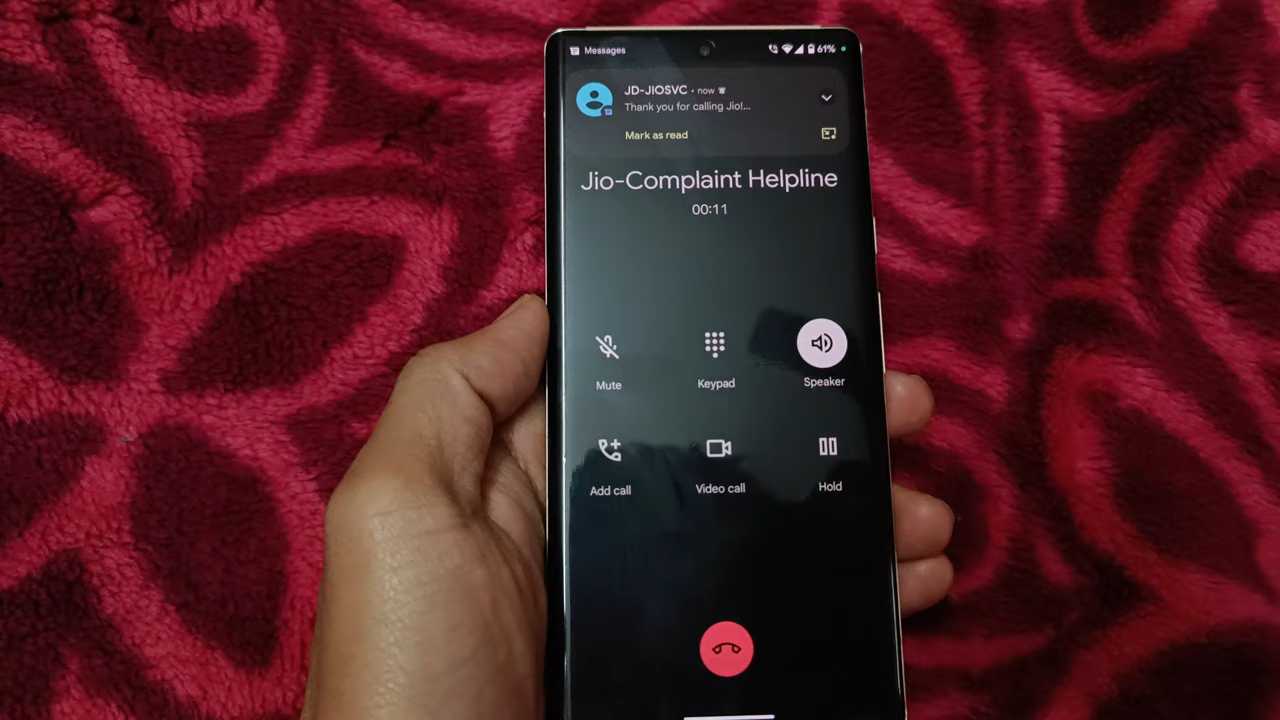 Messages
61%
JD-JIOSVC • now
Thank you for calling Jio!...
Mark as read
Jio-Complaint Helpline
00:11
Mute
Keypad
Speaker
Add call
Video call
Hold